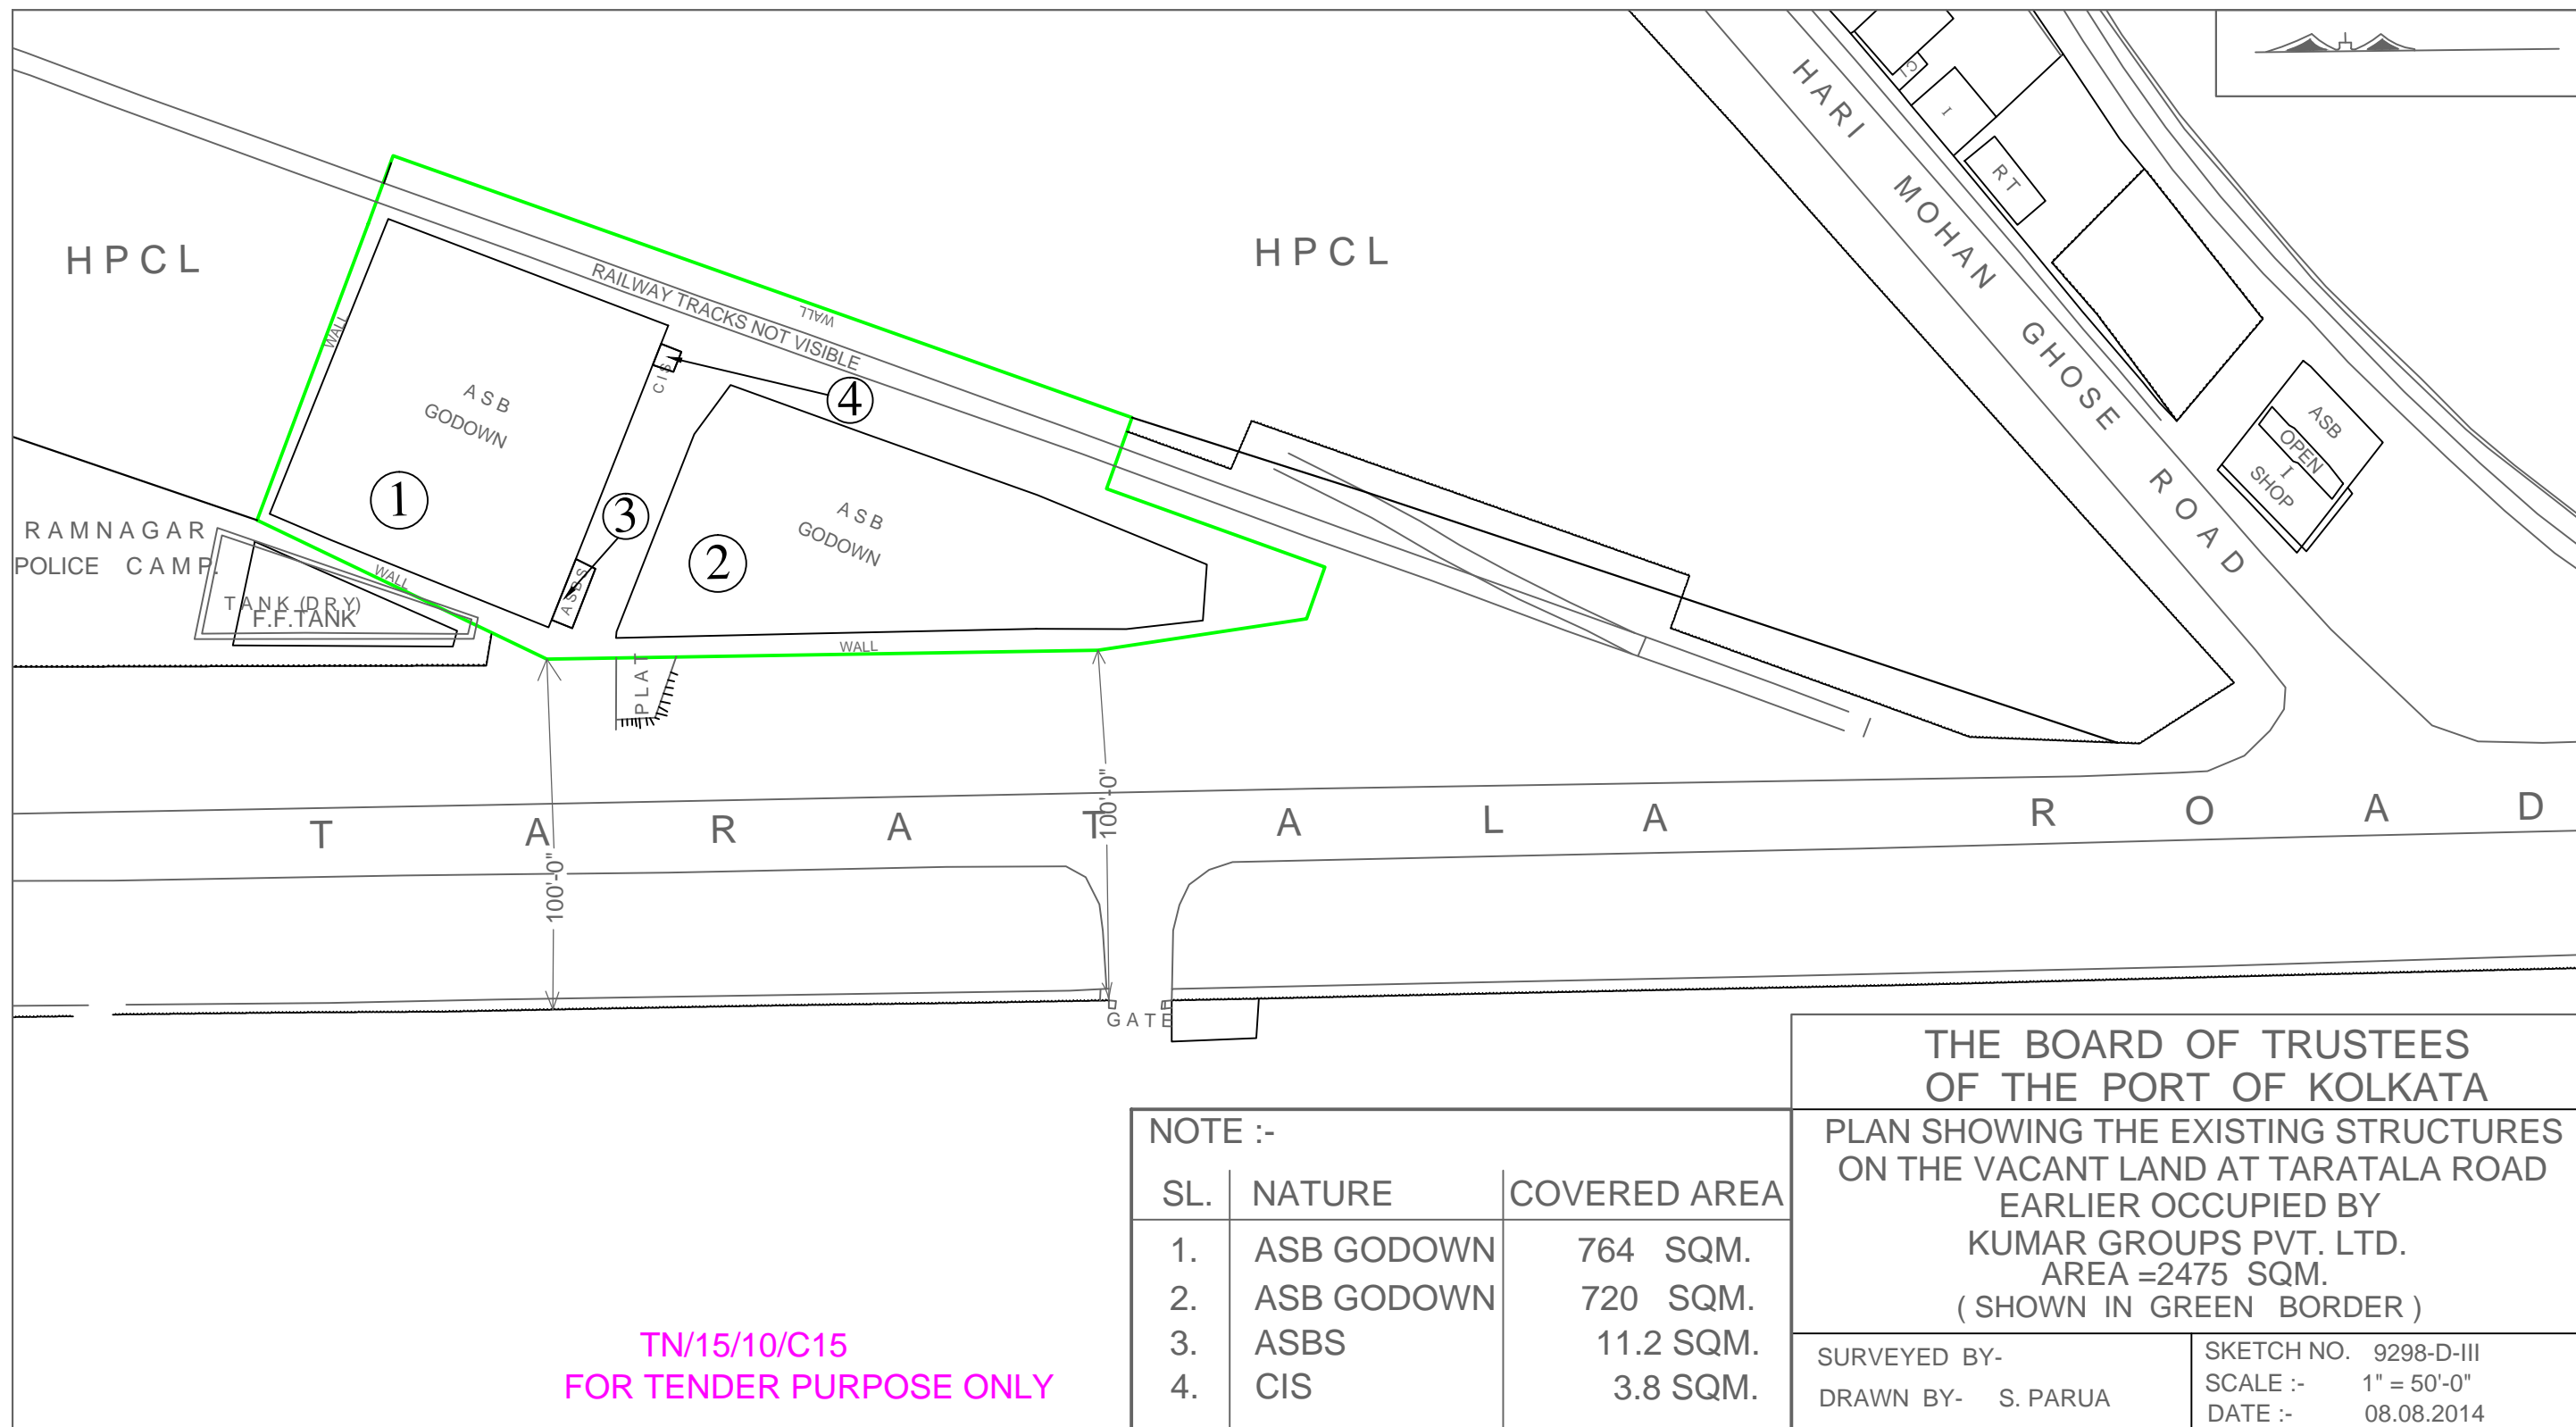 HPCL
HPCL
HARI MOHAN GHOSE ROAD
CI
I
RT
ASB
OPEN
I
SHOP
RAILWAY TRACKS NOT VISIBLE
WALL
WALL
ASB
GODOWN
CIS
4
1
3
ASB
GODOWN
2
ASBS
RAMNAGAR
POLICE CAMP.
WALL
TANK (DRY)
F.F.TANK
WALL
PLAT
100'-0"
100'-0"
TARATALA ROAD
GATE
THE BOARD OF TRUSTEES
OF THE PORT OF KOLKATA
PLAN SHOWING THE EXISTING STRUCTURES
ON THE VACANT LAND AT TARATALA ROAD
EARLIER OCCUPIED BY
KUMAR GROUPS PVT. LTD.
AREA =2475 SQM.
( SHOWN IN GREEN BORDER )
SURVEYED BY-
DRAWN BY- S. PARUA
SKETCH NO. 9298-D-III
SCALE :- 1" = 50'-0"
DATE :- 08.08.2014
NOTE :-
SL. NATURE COVERED AREA
1. ASB GODOWN 764 SQM.
2. ASB GODOWN 720 SQM.
3. ASBS 11.2 SQM.
4. CIS 3.8 SQM.
TN/15/10/C15
FOR TENDER PURPOSE ONLY